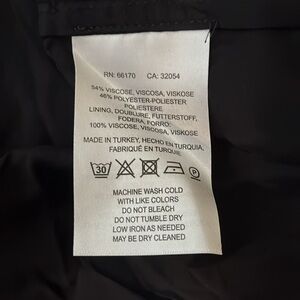 RN: 66170 CA: 32054
54% VISCOSE, VISCOSA, VISKOSE
46% POLYESTER-POLIESTER
POLIESTERE
LINING, DOUBLURE, FUTTERSTOFF,
FODERA, FORRO:
100% VISCOSE, VISCOSA, VISKOSE
MADE IN TURKEY, HECHO EN TURQUIA,
FABRIQUÉ EN TURQUIE
30
P
MACHINE WASH COLD
WITH LIKE COLORS
DO NOT BLEACH
DO NOT TUMBLE DRY
LOW IRON AS NEEDED
MAY BE DRY CLEANED